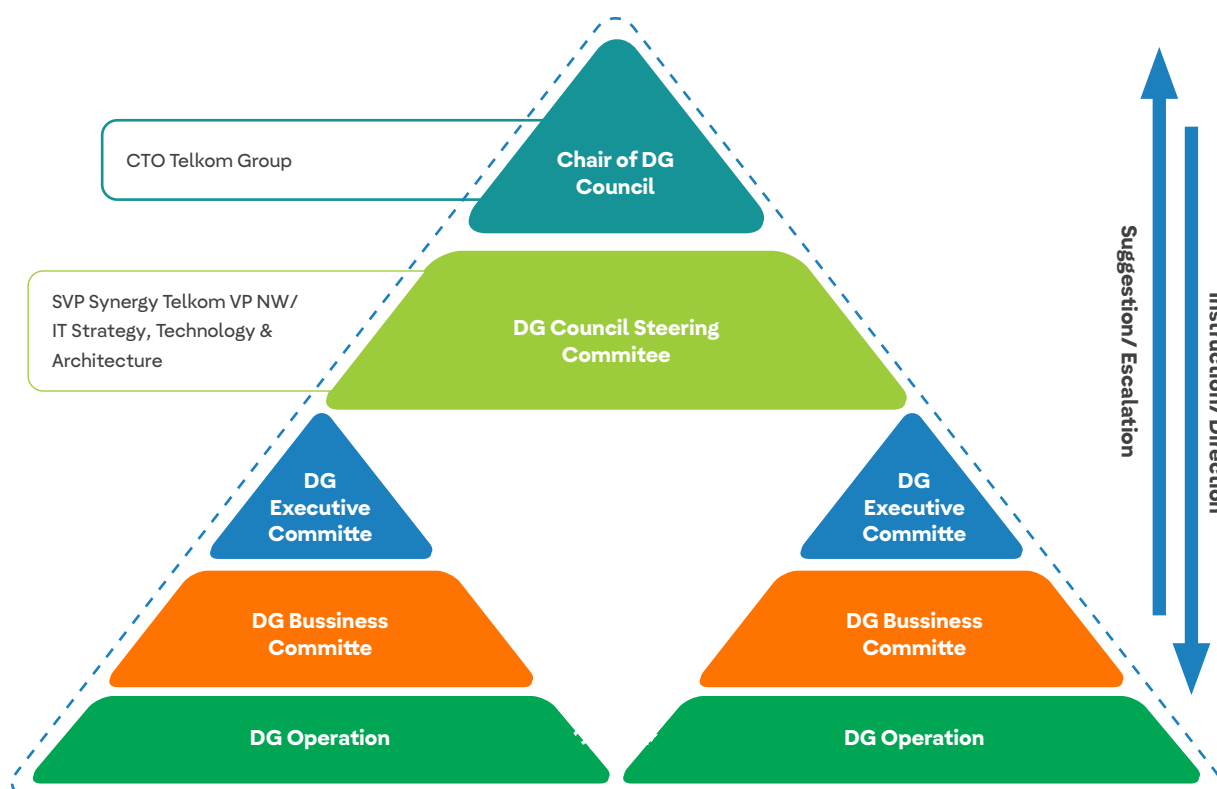 Chair of DG
Council
CTO Telkom Group
DG Council Steering
Commitee
SVP Synergy Telkom VP NW/
IT Strategy, Technology &
Architecture
DG
Executive
Committe
DG
Executive
Committe
DG Bussiness
Committe
DG Bussiness
Committe
DG Operation
DG Operation
Suggestion/ Escalation
Instruction/ Direction